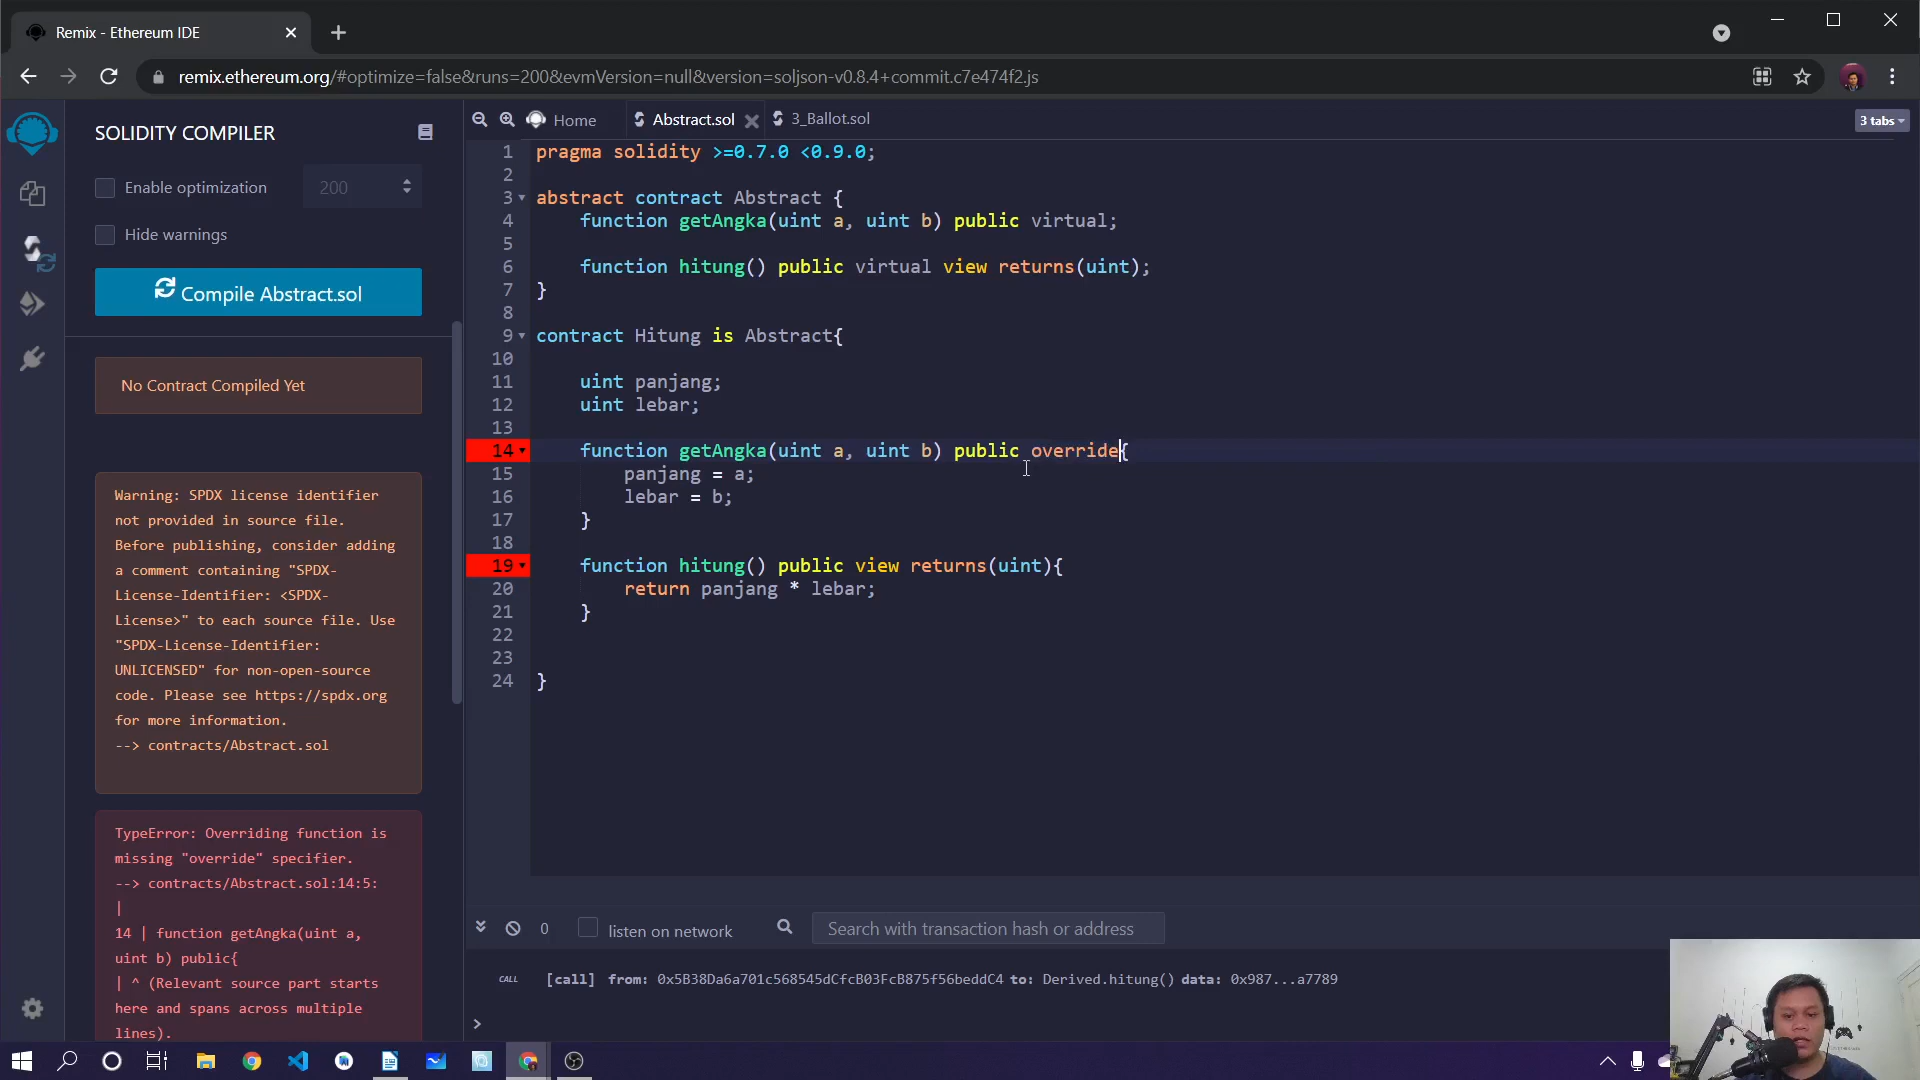 Remix - Ethereum IDE
remix.ethereum.org/#optimize=false&runs=200&evmVersion=null&version=soljson-v0.8.4+commit.c7e474f2.js
SOLIDITY COMPILER
Enable optimization
200
Hide warnings
Compile Abstract.sol
No Contract Compiled Yet
Warning: SPDX license identifier
not provided in source file.
Before publishing, consider adding
a comment containing "SPDX-
License-Identifier: <SPDX-
License>" to each source file. Use
"SPDX-License-Identifier:
UNLICENSED" for non-open-source
code. Please see https://spdx.org
for more information.
--> contracts/Abstract.sol
TypeError: Overriding function is
missing "override" specifier.
--> contracts/Abstract.sol:14:5:
|
14 | function getAngka(uint a,
uint b) public{
| ^ (Relevant source part starts
here and spans across multiple
lines).
Home
Abstract.sol
3_Ballot.sol
3 tabs
1 pragma solidity >=0.7.0 <0.9.0;
2
3 abstract contract Abstract {
4 function getAngka(uint a, uint b) public virtual;
5
6 function hitung() public virtual view returns(uint);
7 }
8
9 contract Hitung is Abstract{
10
11 uint panjang;
12 uint lebar;
13
14 function getAngka(uint a, uint b) public override{
15 panjang = a;
16 lebar = b;
17 }
18
19 function hitung() public view returns(uint){
20 return panjang * lebar;
21 }
22
23
24 }
0
listen on network
Search with transaction hash or address
CALL [call] from: 0x5B38Da6a701c568545dCfcB03FcB875f56beddC4 to: Derived.hitung() data: 0x987...a7789
>